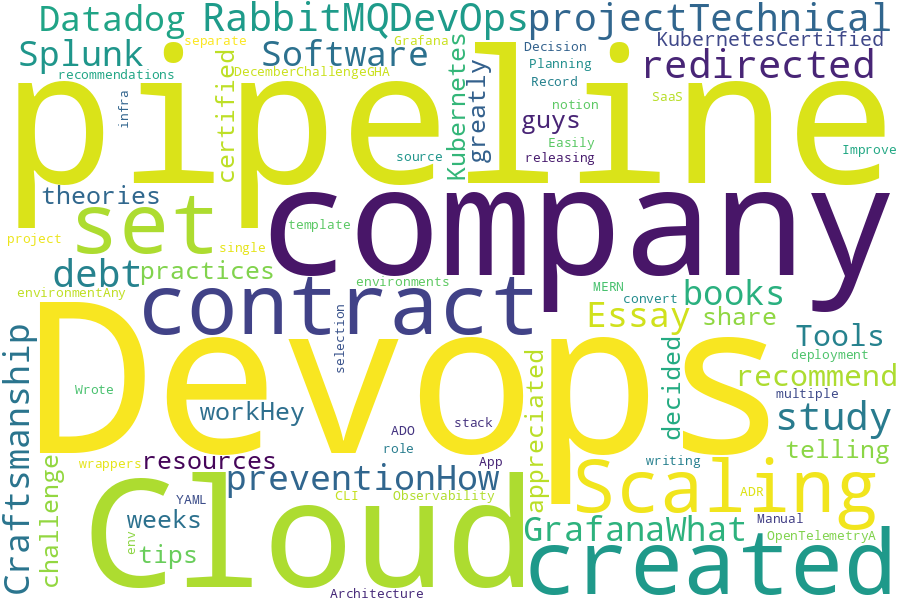 Datadog
RabbitMQDevOps
projectTechnical
Splunk
separate
Software
Grafana
Decision
KubernetesCertified
recommendations
DecemberChallengeGHA
Planning
redirected
Record
certified
Kubernetes
greatly
infra
pipeline
SaaS
notion
guys
Easily
Improve
source
releasing
theories
company
set
template
project
single
debt
practices
environments
MERN
environmentAny
contract
convert
books
Essay
share
selection
Tools
Craftsmanship
Devops
decided
deployment
recommend
Wrote
multiple
workHey
stack
study
ADO
role
appreciated
telling
wrappers
resources
App
writing
challenge
preventionHow
Scaling
Cloud
YAML
CLI
Observability
ADR
weeks
GrafanaWhat
Manual
env
tips
created
OpenTelemetryA
Architecture